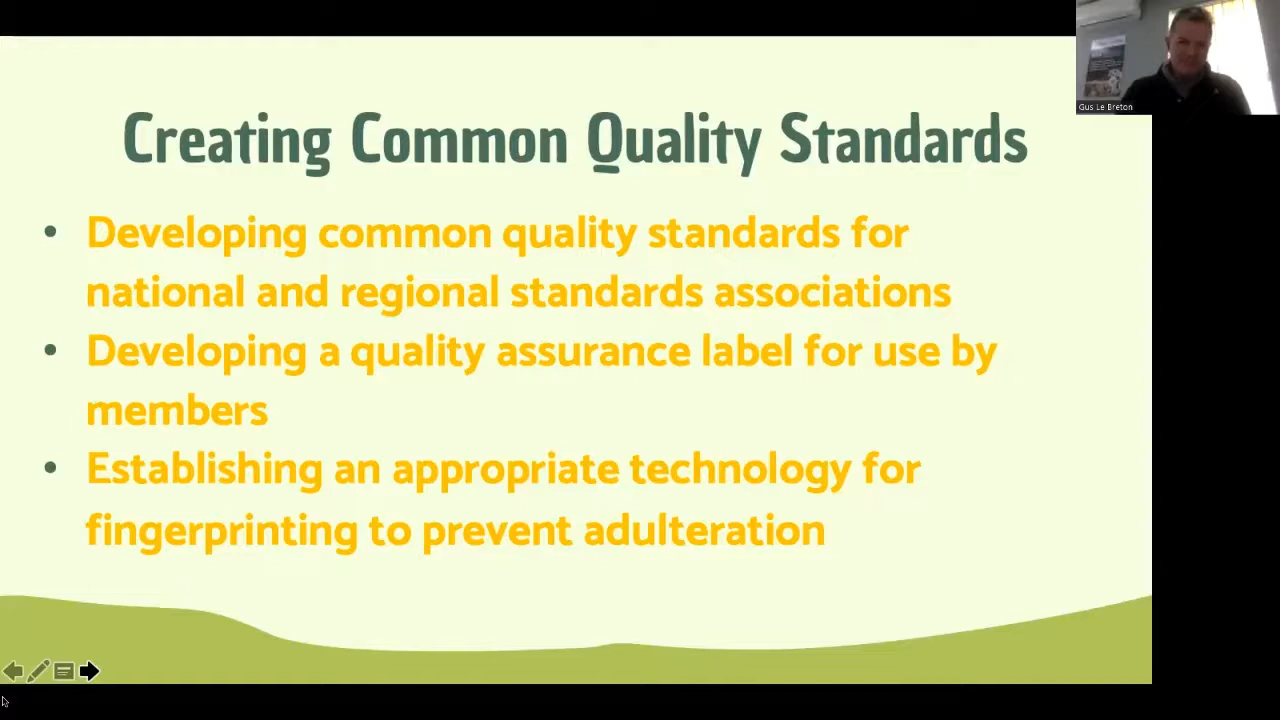 Creating Common Quality Standards
• Developing common quality standards for
national and regional standards associations
• Developing a quality assurance label for use by
members
• Establishing an appropriate technology for
fingerprinting to prevent adulteration
Gus Le Breton